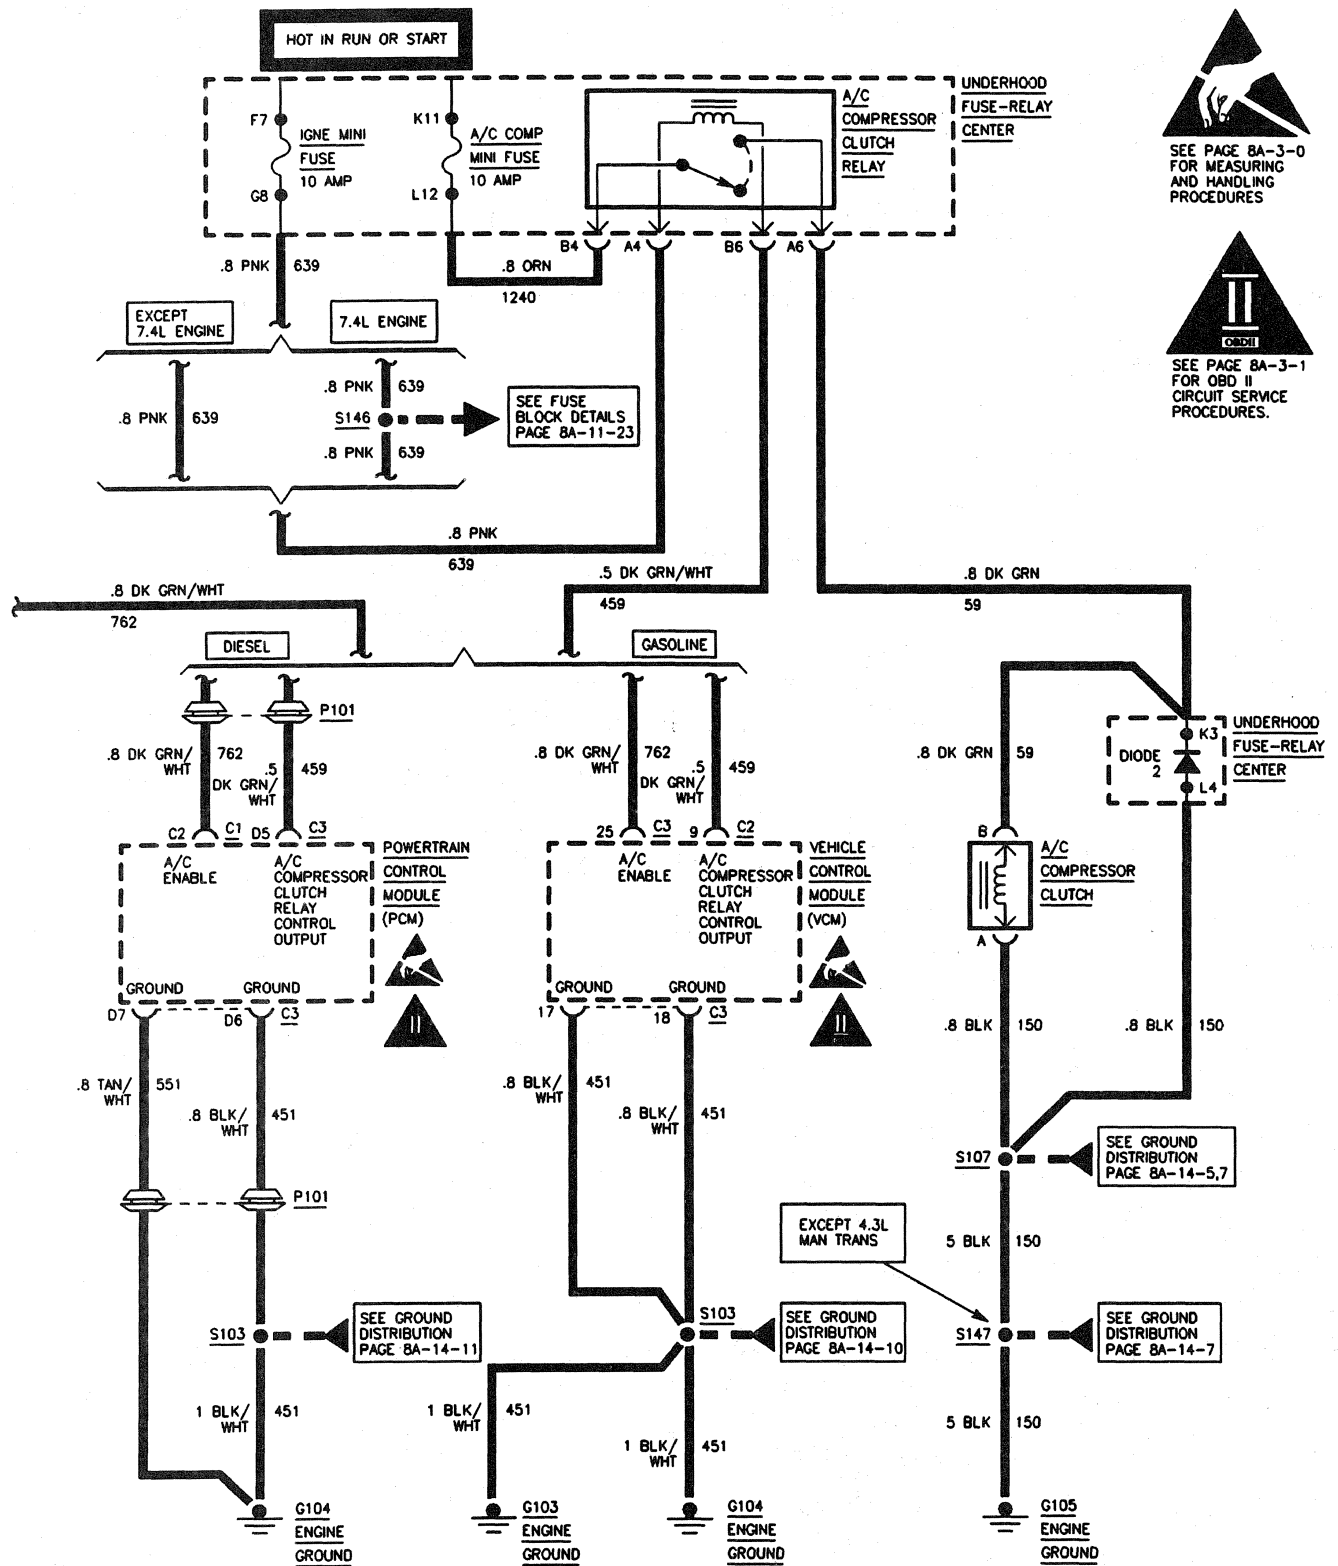 HOT IN RUN OR START
F7
IGNE MINI
FUSE
10 AMP
G8
K11
A/C COMP
MINI FUSE
10 AMP
L12
A/C
COMPRESSOR
CLUTCH
RELAY
UNDERHOOD
FUSE-RELAY
CENTER
SEE PAGE 8A-3-0
FOR MEASURING
AND HANDLING
PROCEDURES
B4
A4
B6
A6
.8 PNK
639
.8 ORN
1240
OBDII
SEE PAGE 8A-3-1
FOR OBD II
CIRCUIT SERVICE
PROCEDURES.
EXCEPT
7.4L ENGINE
7.4L ENGINE
.8 PNK
639
.8 PNK
639
S146
.8 PNK
639
SEE FUSE
BLOCK DETAILS
PAGE 8A-11-23
.8 PNK
639
.8 DK GRN/WHT
762
.5 DK GRN/WHT
459
.8 DK GRN
59
DIESEL
GASOLINE
P101
.8 DK GRN/
WHT
762
.5
DK GRN/
WHT
459
.8 DK GRN/
WHT
762
.5
DK GRN/
WHT
459
.8 DK GRN
59
K3
DIODE
2
L4
UNDERHOOD
FUSE-RELAY
CENTER
C2
C1
D5
C3
A/C
ENABLE
A/C
COMPRESSOR
CLUTCH
RELAY
CONTROL
OUTPUT
POWERTRAIN
CONTROL
MODULE
(PCM)
GROUND
GROUND
II
D7
D6
C3
25
C3
9
C2
A/C
ENABLE
A/C
COMPRESSOR
CLUTCH
RELAY
CONTROL
OUTPUT
VEHICLE
CONTROL
MODULE
(VCM)
GROUND
GROUND
II
17
18
C3
B
A/C
COMPRESSOR
CLUTCH
A
.8 BLK
150
.8 BLK
150
.8 TAN/
WHT
551
.8 BLK/
WHT
451
.8 BLK/
WHT
451
.8 BLK/
WHT
451
P101
S107
SEE GROUND
DISTRIBUTION
PAGE 8A-14-5,7
EXCEPT 4.3L
MAN TRANS
5 BLK
150
S103
SEE GROUND
DISTRIBUTION
PAGE 8A-14-11
S103
SEE GROUND
DISTRIBUTION
PAGE 8A-14-10
S147
SEE GROUND
DISTRIBUTION
PAGE 8A-14-7
1 BLK/
WHT
451
1 BLK/
WHT
451
1 BLK/
WHT
451
5 BLK
150
G104
ENGINE
GROUND
G103
ENGINE
GROUND
G104
ENGINE
GROUND
G105
ENGINE
GROUND